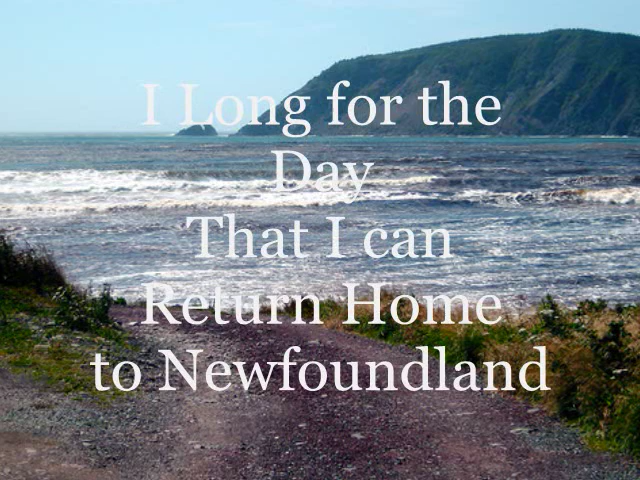 I Long for the
Day
That I can
Return Home
to Newfoundland